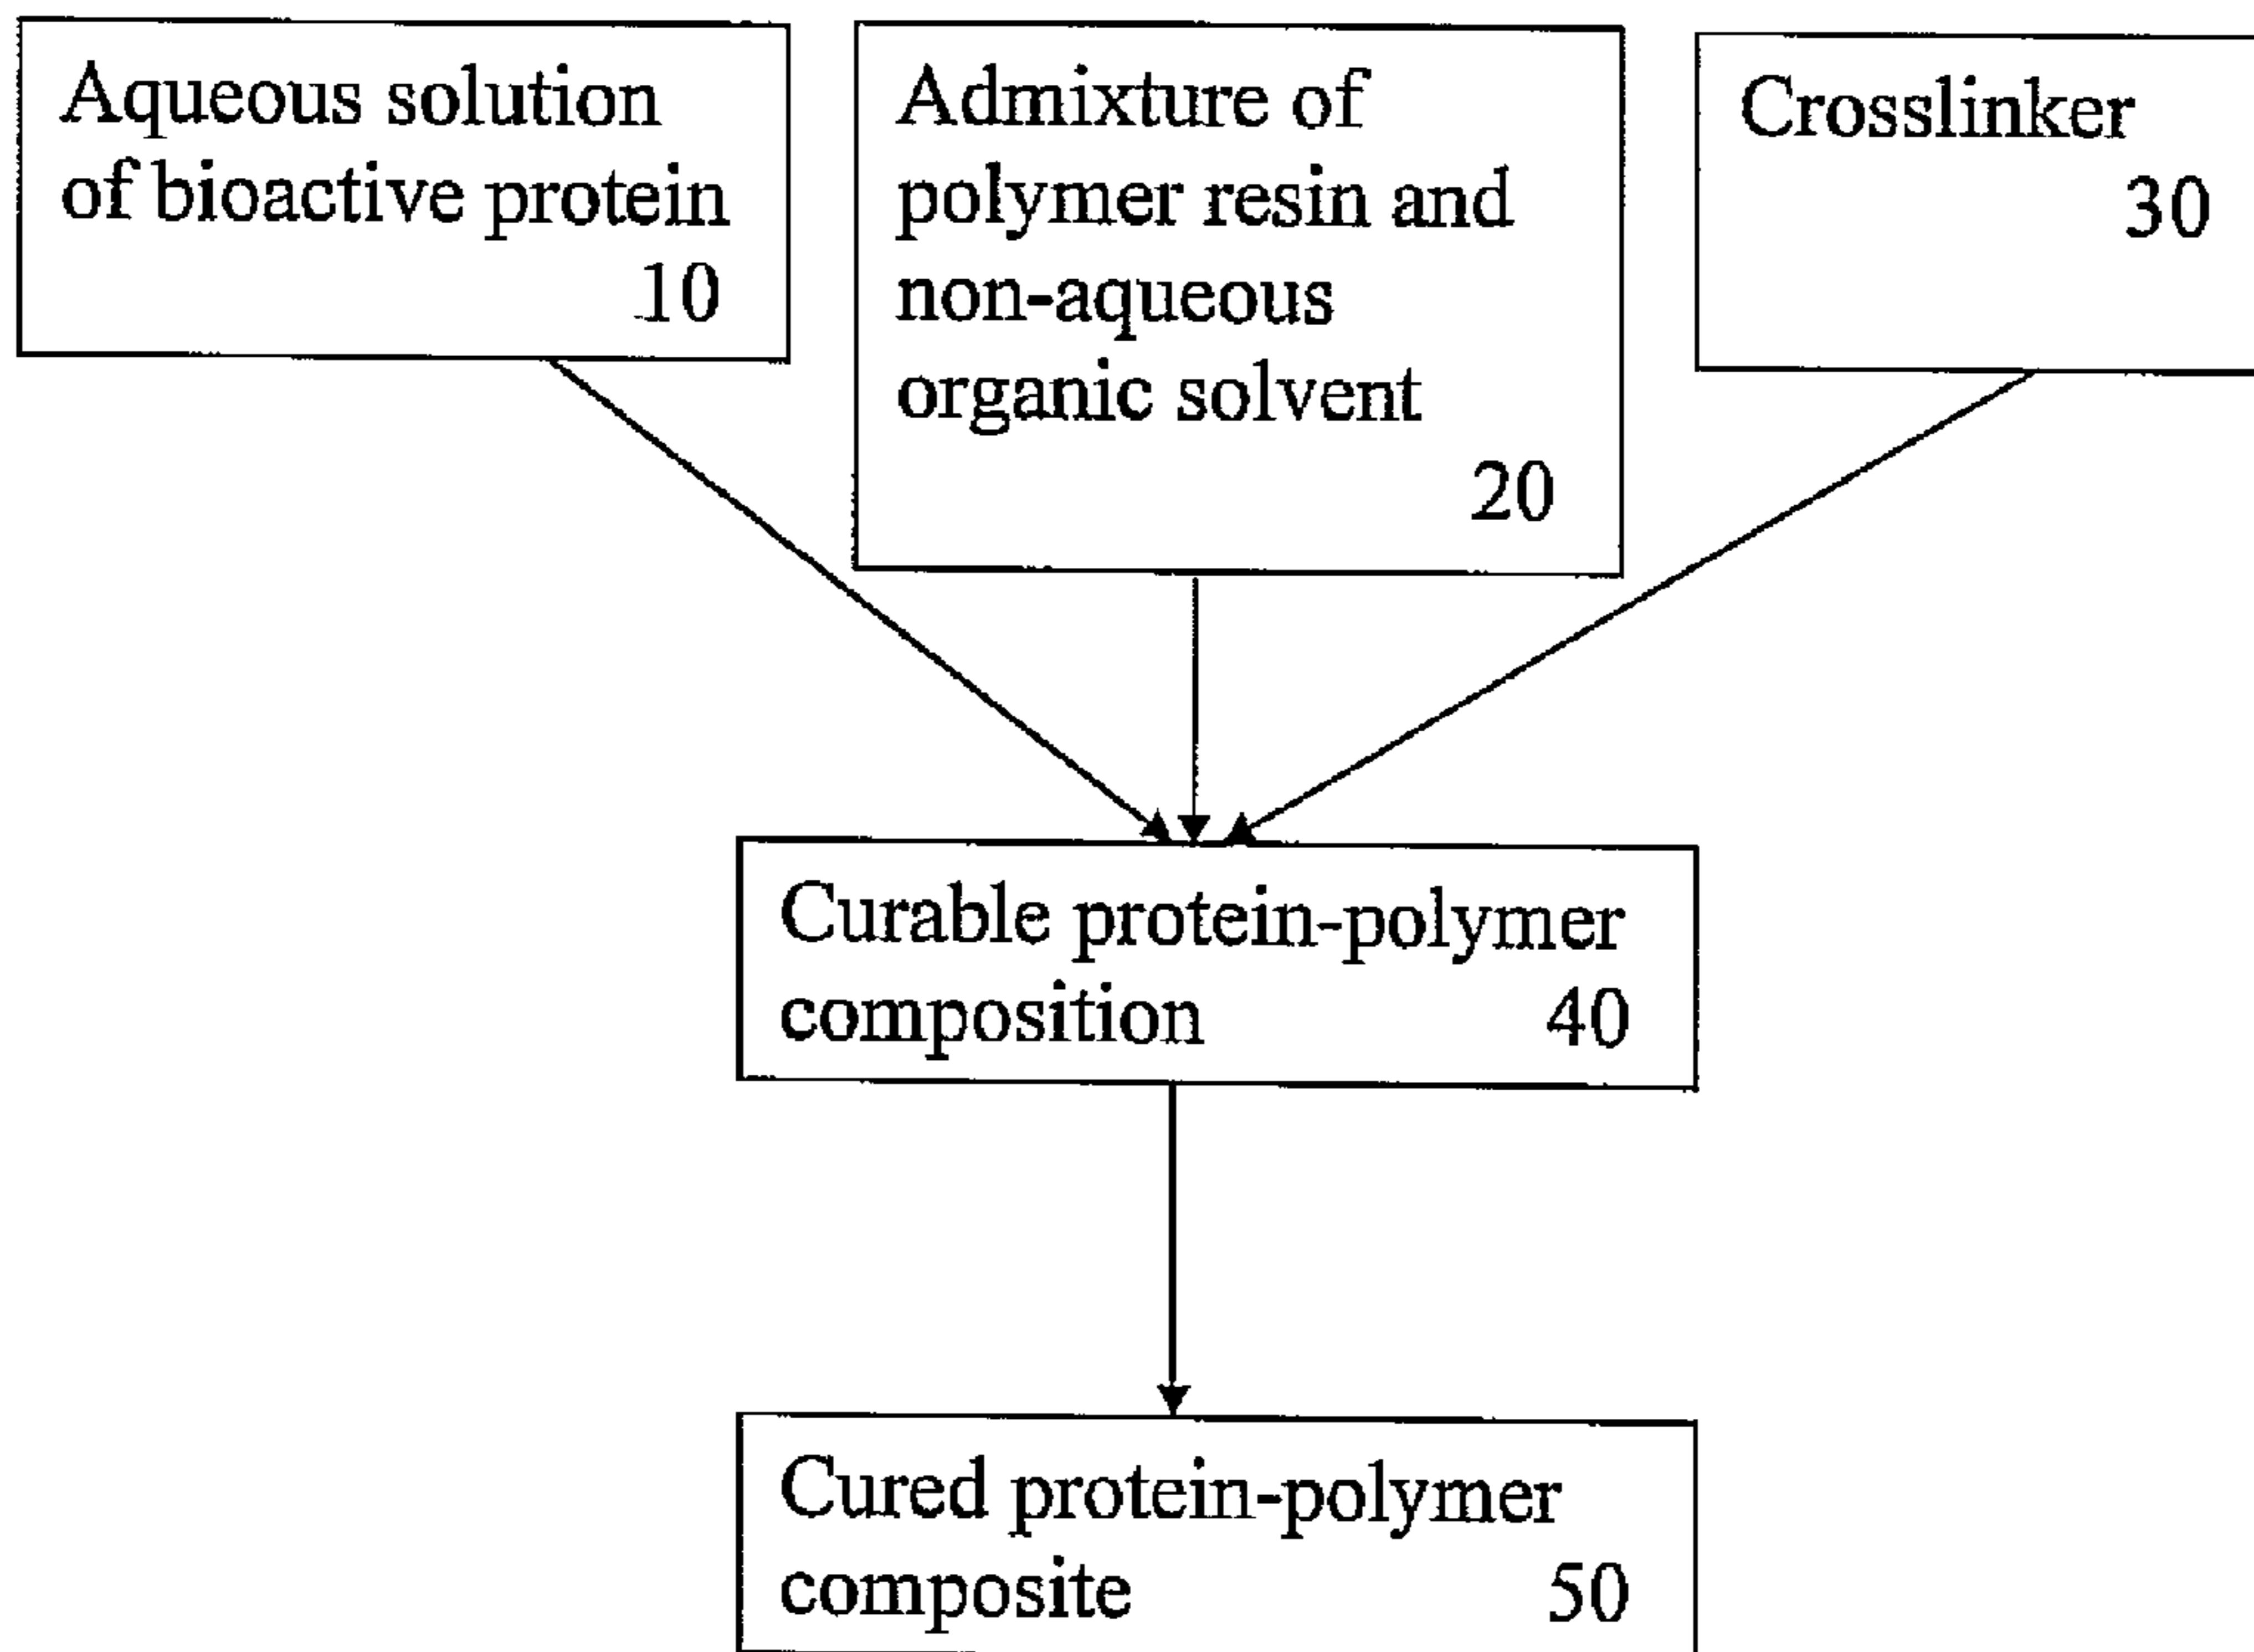 Aqueous solution
of bioactive protein
10
Admixture of
polymer resin and
non-aqueous
organic solvent
20
Crosslinker
30
Curable protein-polymer
composition 40
Cured protein-polymer
composite 50